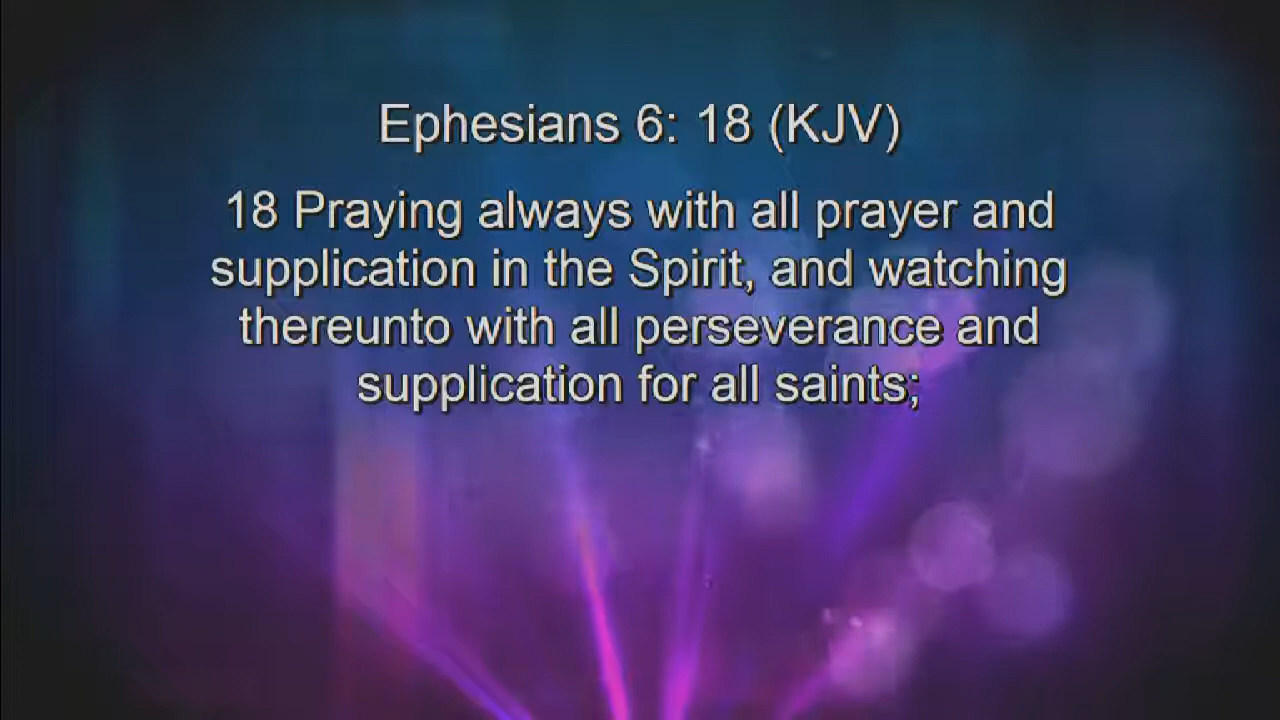 Ephesians 6: 18 (KJV)
18 Praying always with all prayer and
supplication in the Spirit, and watching
thereunto with all perseverance and
supplication for all saints;